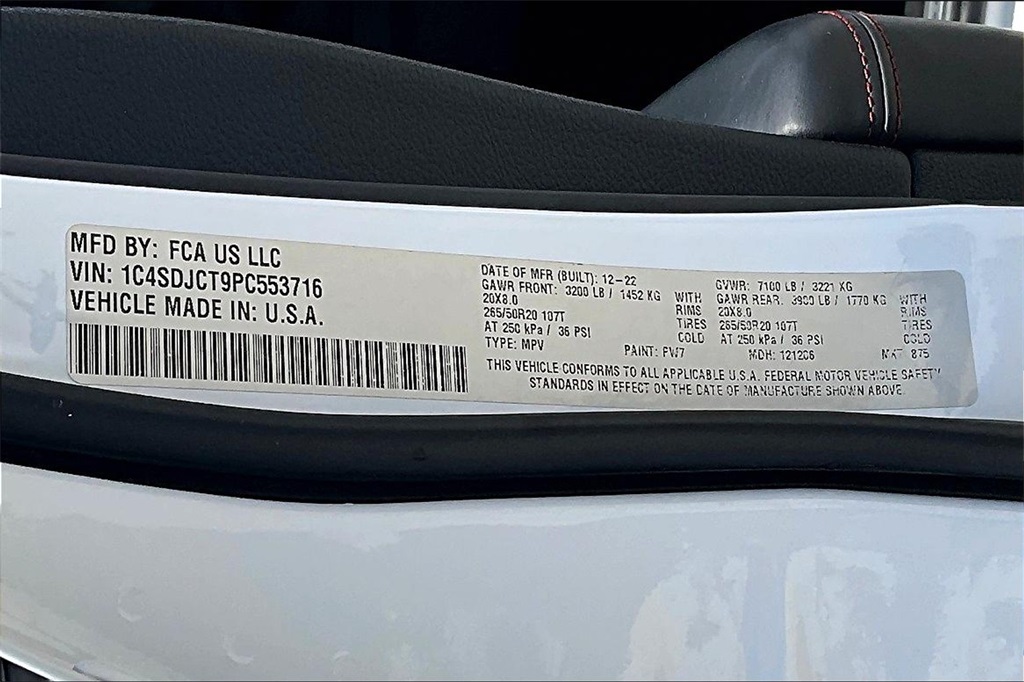 MFD BY: FCA US LLC
VIN: 1C4SDJCT9PC553716
VEHICLE MADE IN: U.S.A.
DATE OF MFR (BUILT): 12-22
GAWR FRONT: 3200 LB / 1452 KG WITH
20X8.0 RIMS
265/50R20 107T TIRES
AT 250 kPa / 36 PSI COLD
TYPE: MPV
GVWR: 7100 LB / 3221 KG
GAWR REAR: 3900 LB / 1770 KG WITH
20X8.0 RIMS
265/50R20 107T TIRES
AT 250 kPa / 36 PSI COLD
PAINT: PW7 MDH: 121206 875
THIS VEHICLE CONFORMS TO ALL APPLICABLE U.S.A. FEDERAL MOTOR VEHICLE SAFETY
STANDARDS IN EFFECT ON THE DATE OF MANUFACTURE SHOWN ABOVE.